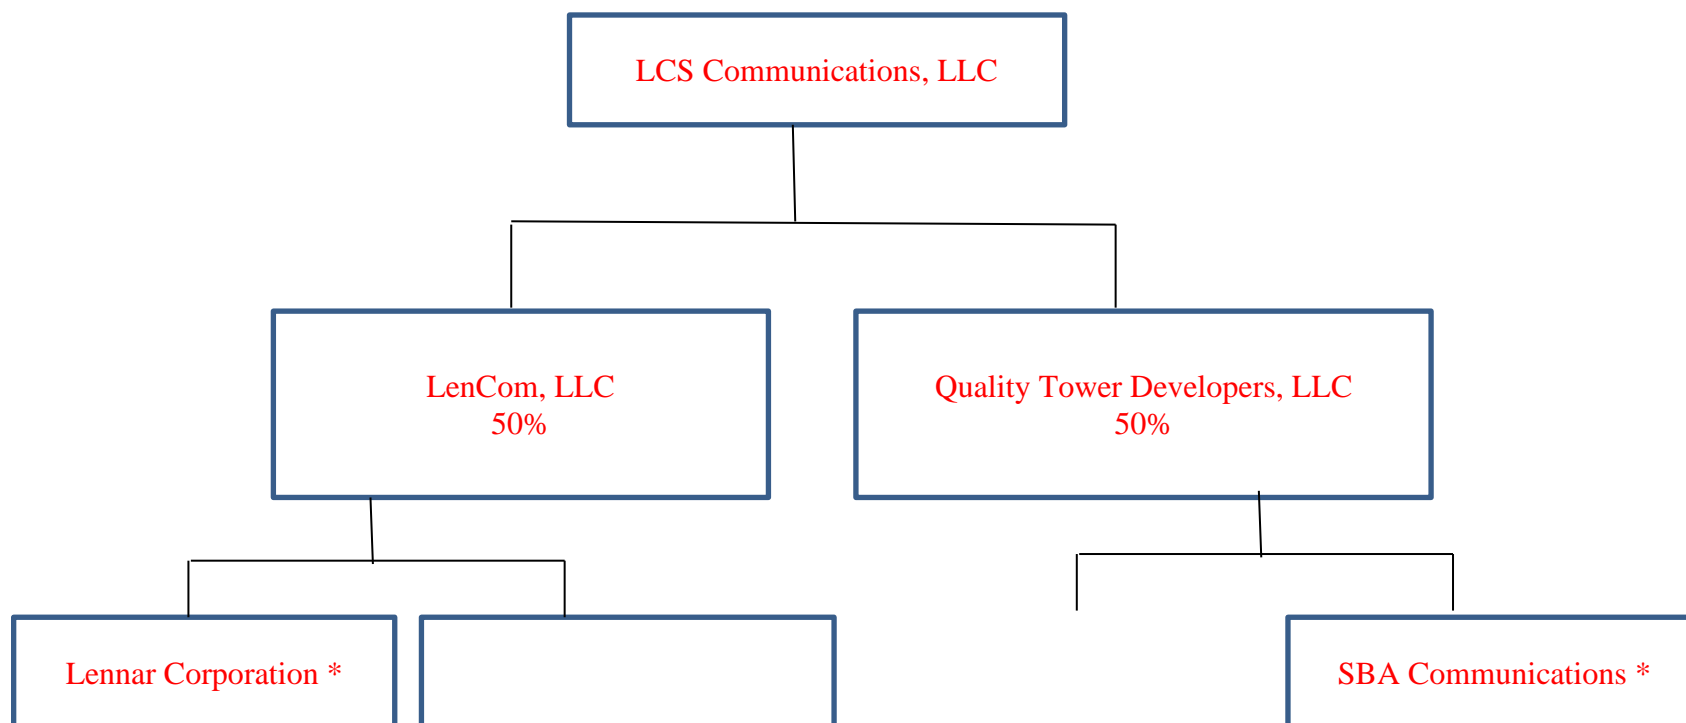 LCS Communications, LLC
LenCom, LLC
50%
Quality Tower Developers, LLC
50%
Lennar Corporation *
SBA Communications *